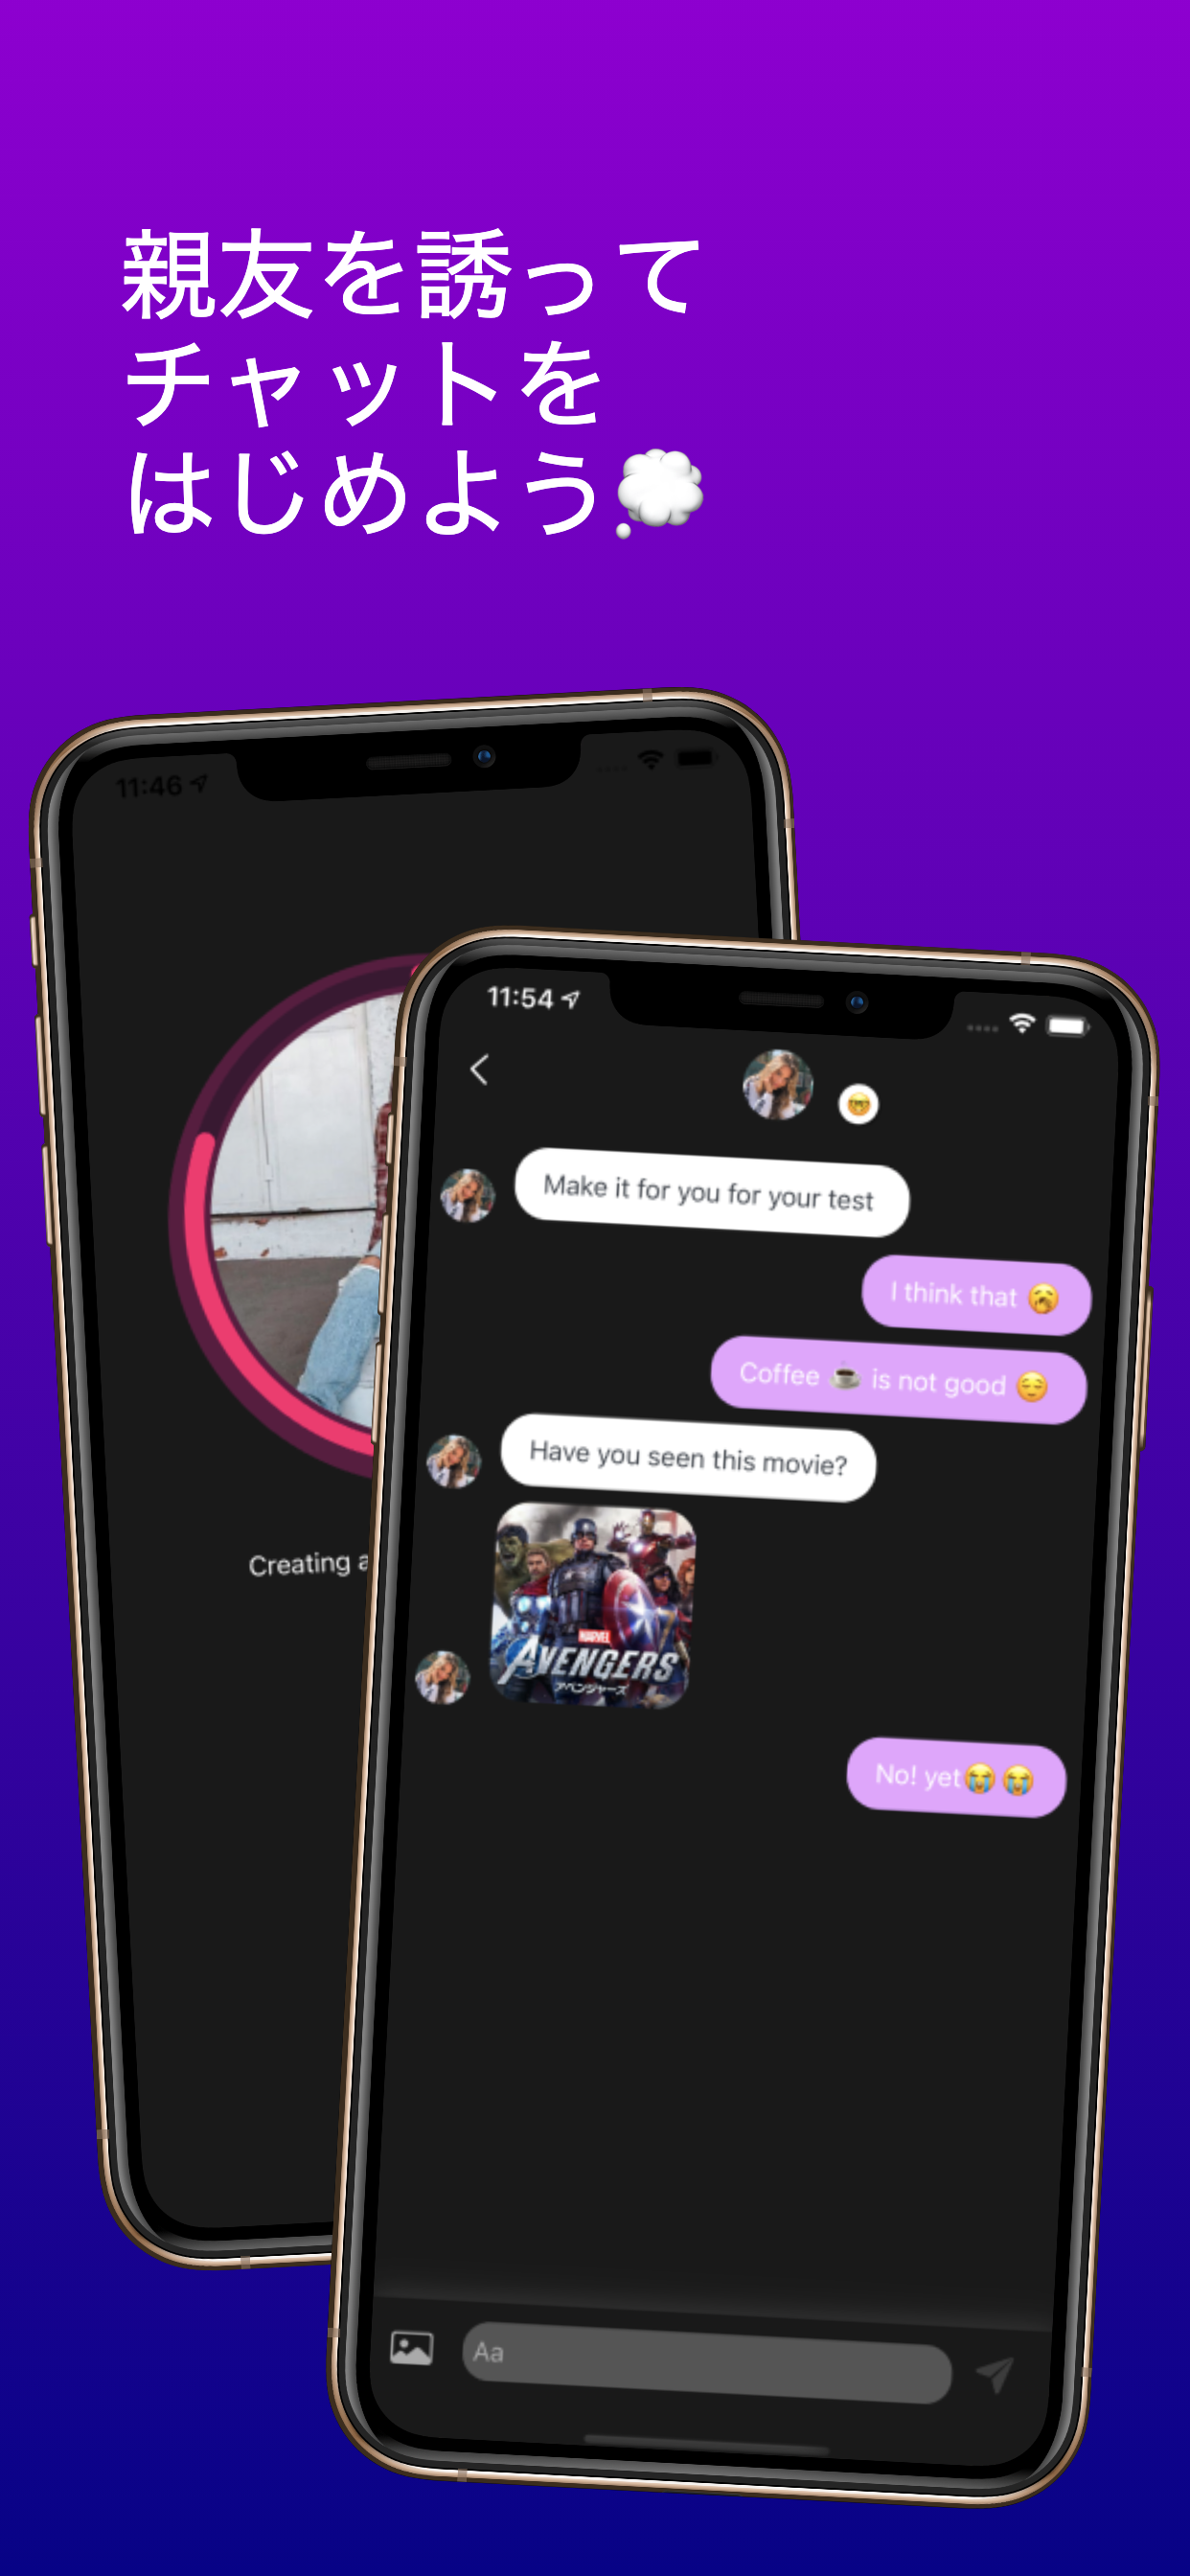 親友を誘って
チャットを
はじめよう💭
11:46
Creating a
11:54
Make it for you for your test
I think that 🥱
Coffee ☕ is not good 😌
Have you seen this movie?
MARVEL
AVENGERS
アベンジャーズ
No! yet😭😭
Aa